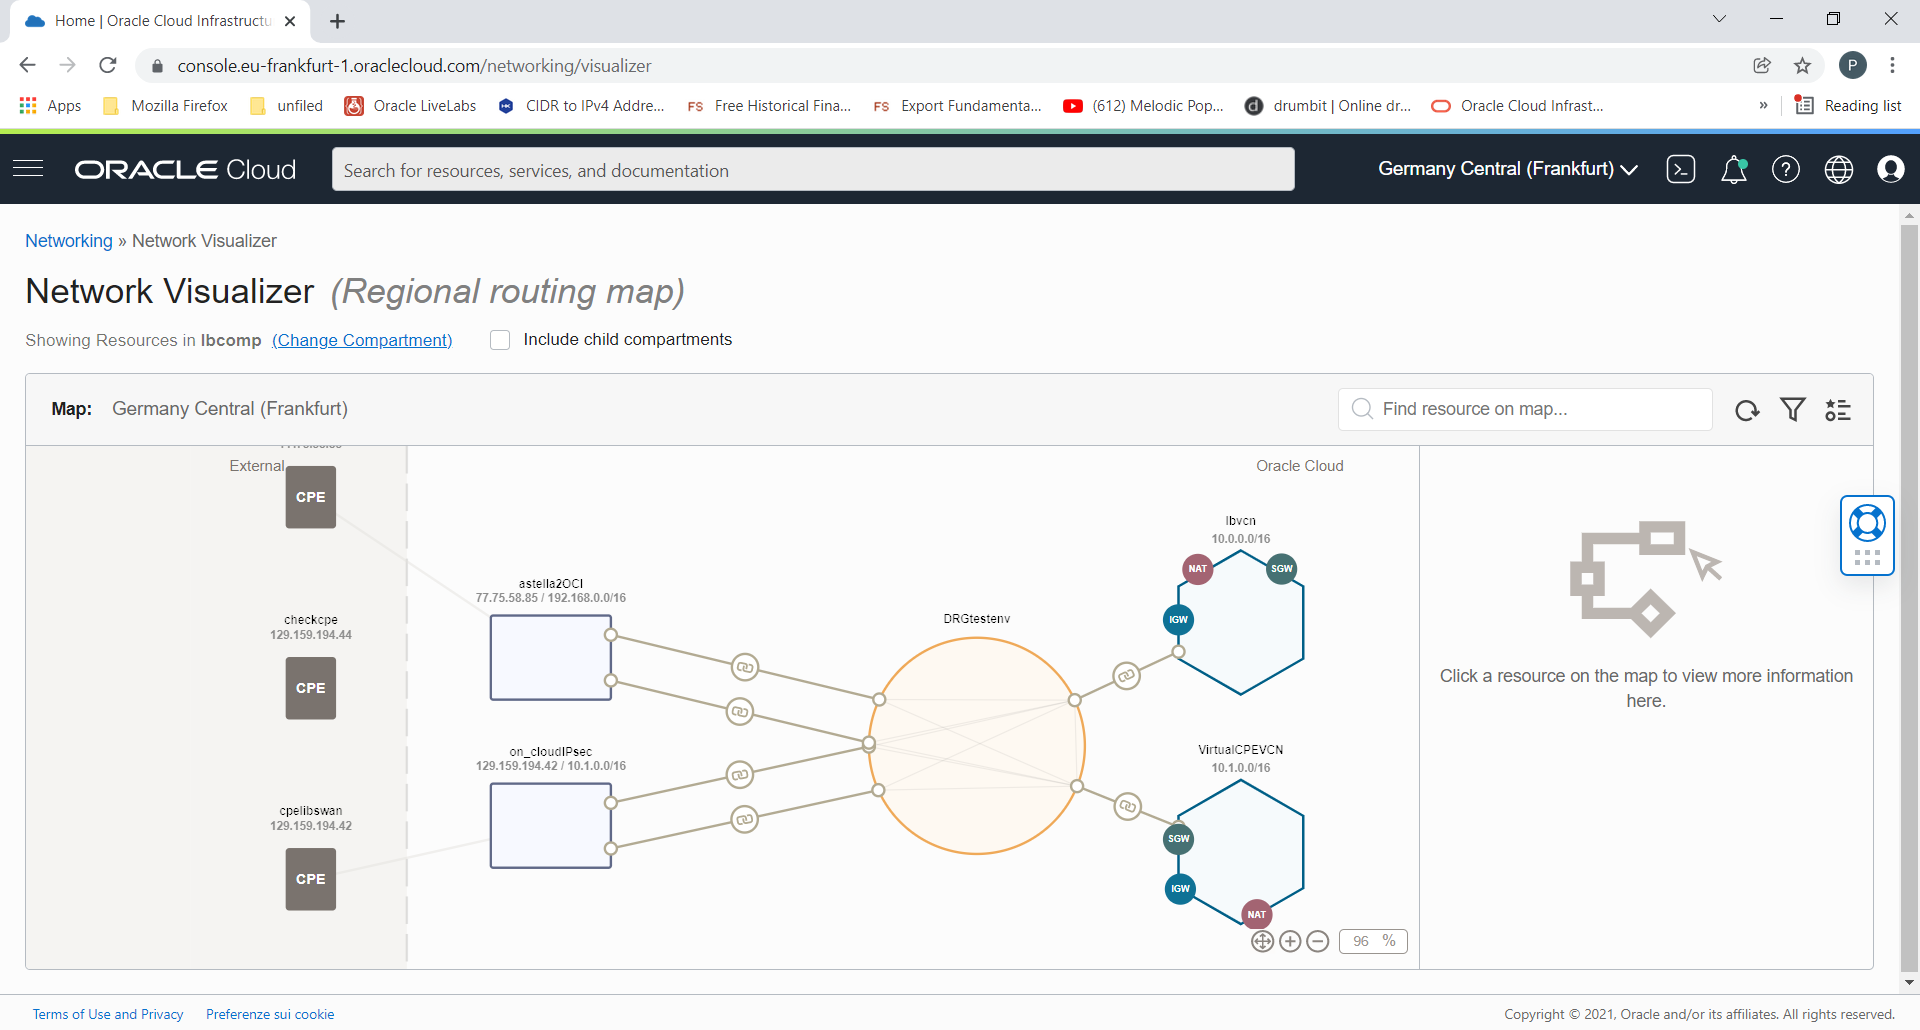 Home | Oracle Cloud Infrastructu
console.eu-frankfurt-1.oraclecloud.com/networking/visualizer
P
Apps
Mozilla Firefox
unfiled
Oracle LiveLabs
CIDR to IPv4 Addre...
FS Free Historical Fina...
FS Export Fundamenta...
(612) Melodic Pop...
d drumbit | Online dr...
Oracle Cloud Infrast...
»
Reading list
ORACLE Cloud
Search for resources, services, and documentation
Germany Central (Frankfurt)
Networking » Network Visualizer
Network Visualizer (Regional routing map)
Showing Resources in lbcomp (Change Compartment)
Include child compartments
Map: Germany Central (Frankfurt)
Find resource on map...
External
Oracle Cloud
CPE
checkcpe
129.159.194.44
CPE
cpelibswan
129.159.194.42
CPE
astella2OCI
77.75.58.85 / 192.168.0.0/16
on_cloudIPsec
129.159.194.42 / 10.1.0.0/16
DRGtestenv
lbvcn
10.0.0.0/16
NAT
SGW
IGW
VirtualCPEVCN
10.1.0.0/16
SGW
IGW
NAT
96 %
Click a resource on the map to view more information
here.
Terms of Use and Privacy
Preferenze sui cookie
Copyright © 2021, Oracle and/or its affiliates. All rights reserved.